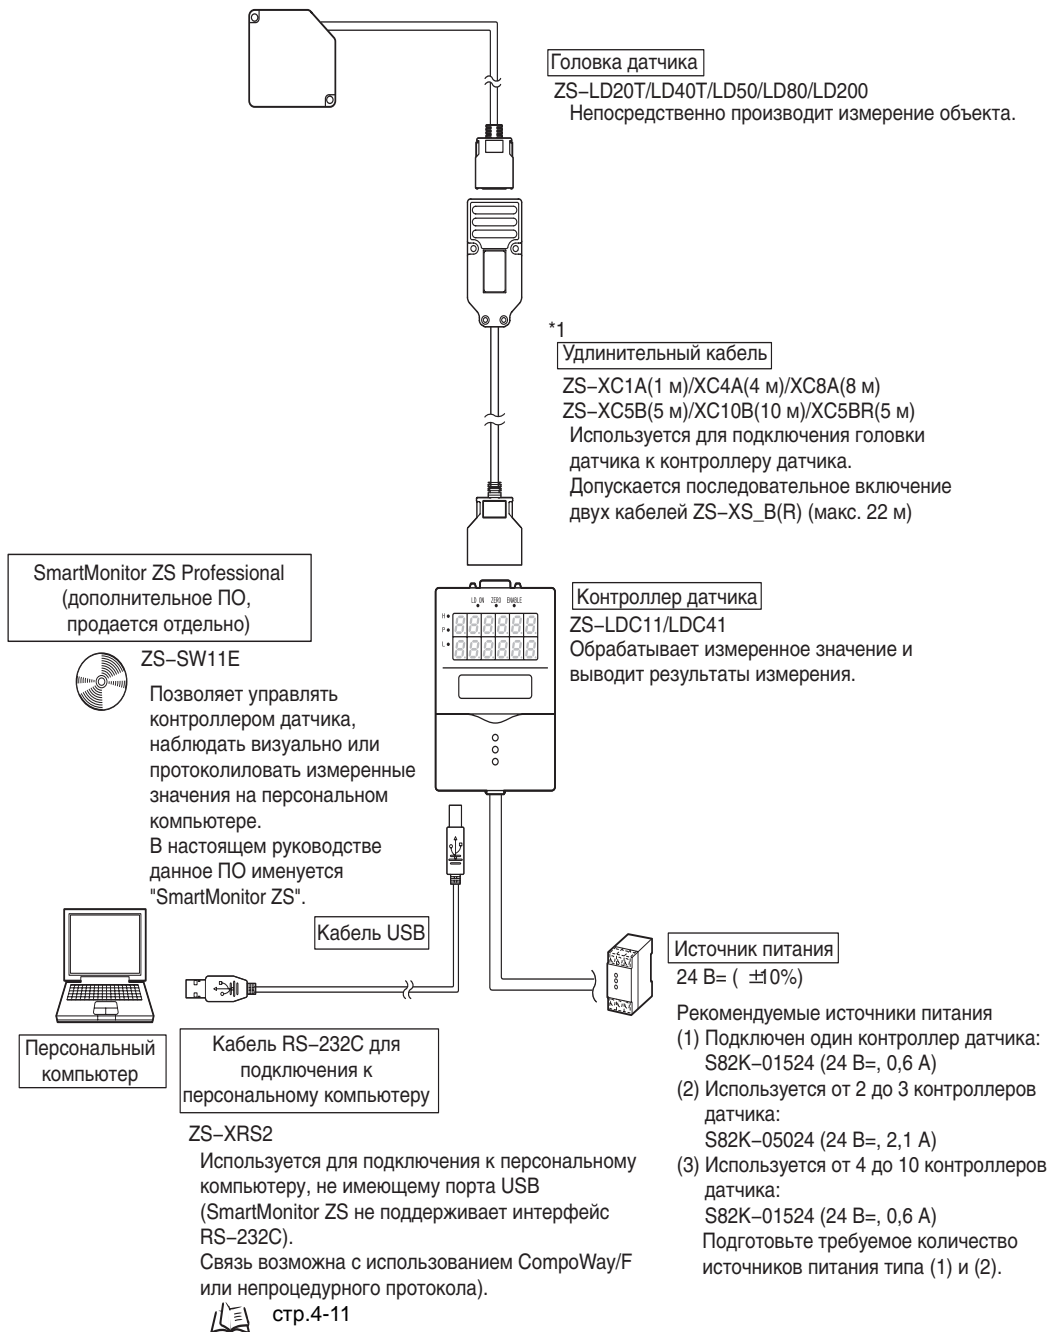 Головка датчика
ZS–LD20T/LD40T/LD50/LD80/LD200
Непосредственно производит измерение объекта.
*1
Удлинительный кабель
ZS–XC1A(1 м)/XC4A(4 м)/XC8A(8 м)
ZS–XC5B(5 м)/XC10B(10 м)/XC5BR(5 м)
Используется для подключения головки
датчика к контроллеру датчика.
Допускается последовательное включение
двух кабелей ZS–XS_B(R) (макс. 22 м)
SmartMonitor ZS Professional
(дополнительное ПО,
продается отдельно)
ZS–SW11E
Позволяет управлять
контроллером датчика,
наблюдать визуально или
протоколиловать измеренные
значения на персональном
компьютере.
В настоящем руководстве
данное ПО именуется
"SmartMonitor ZS".
LD ON ZERO ENABLE
H
P
L
Контроллер датчика
ZS–LDC11/LDC41
Обрабатывает измеренное значение и
выводит результаты измерения.
Кабель USB
Персональный
компьютер
Кабель RS–232C для
подключения к
персональному компьютеру
ZS–XRS2
Используется для подключения к персональному
компьютеру, не имеющему порта USB
(SmartMonitor ZS не поддерживает интерфейс
RS–232C).
Связь возможна с использованием CompoWay/F
или непроцедурного протокола).
стр.4-11
Источник питания
24 В= ( ±10%)
Рекомендуемые источники питания
(1) Подключен один контроллер датчика:
S82K–01524 (24 В=, 0,6 А)
(2) Используется от 2 до 3 контроллеров
датчика:
S82K–05024 (24 В=, 2,1 А)
(3) Используется от 4 до 10 контроллеров
датчика:
S82K–01524 (24 В=, 0,6 А)
Подготовьте требуемое количество
источников питания типа (1) и (2).